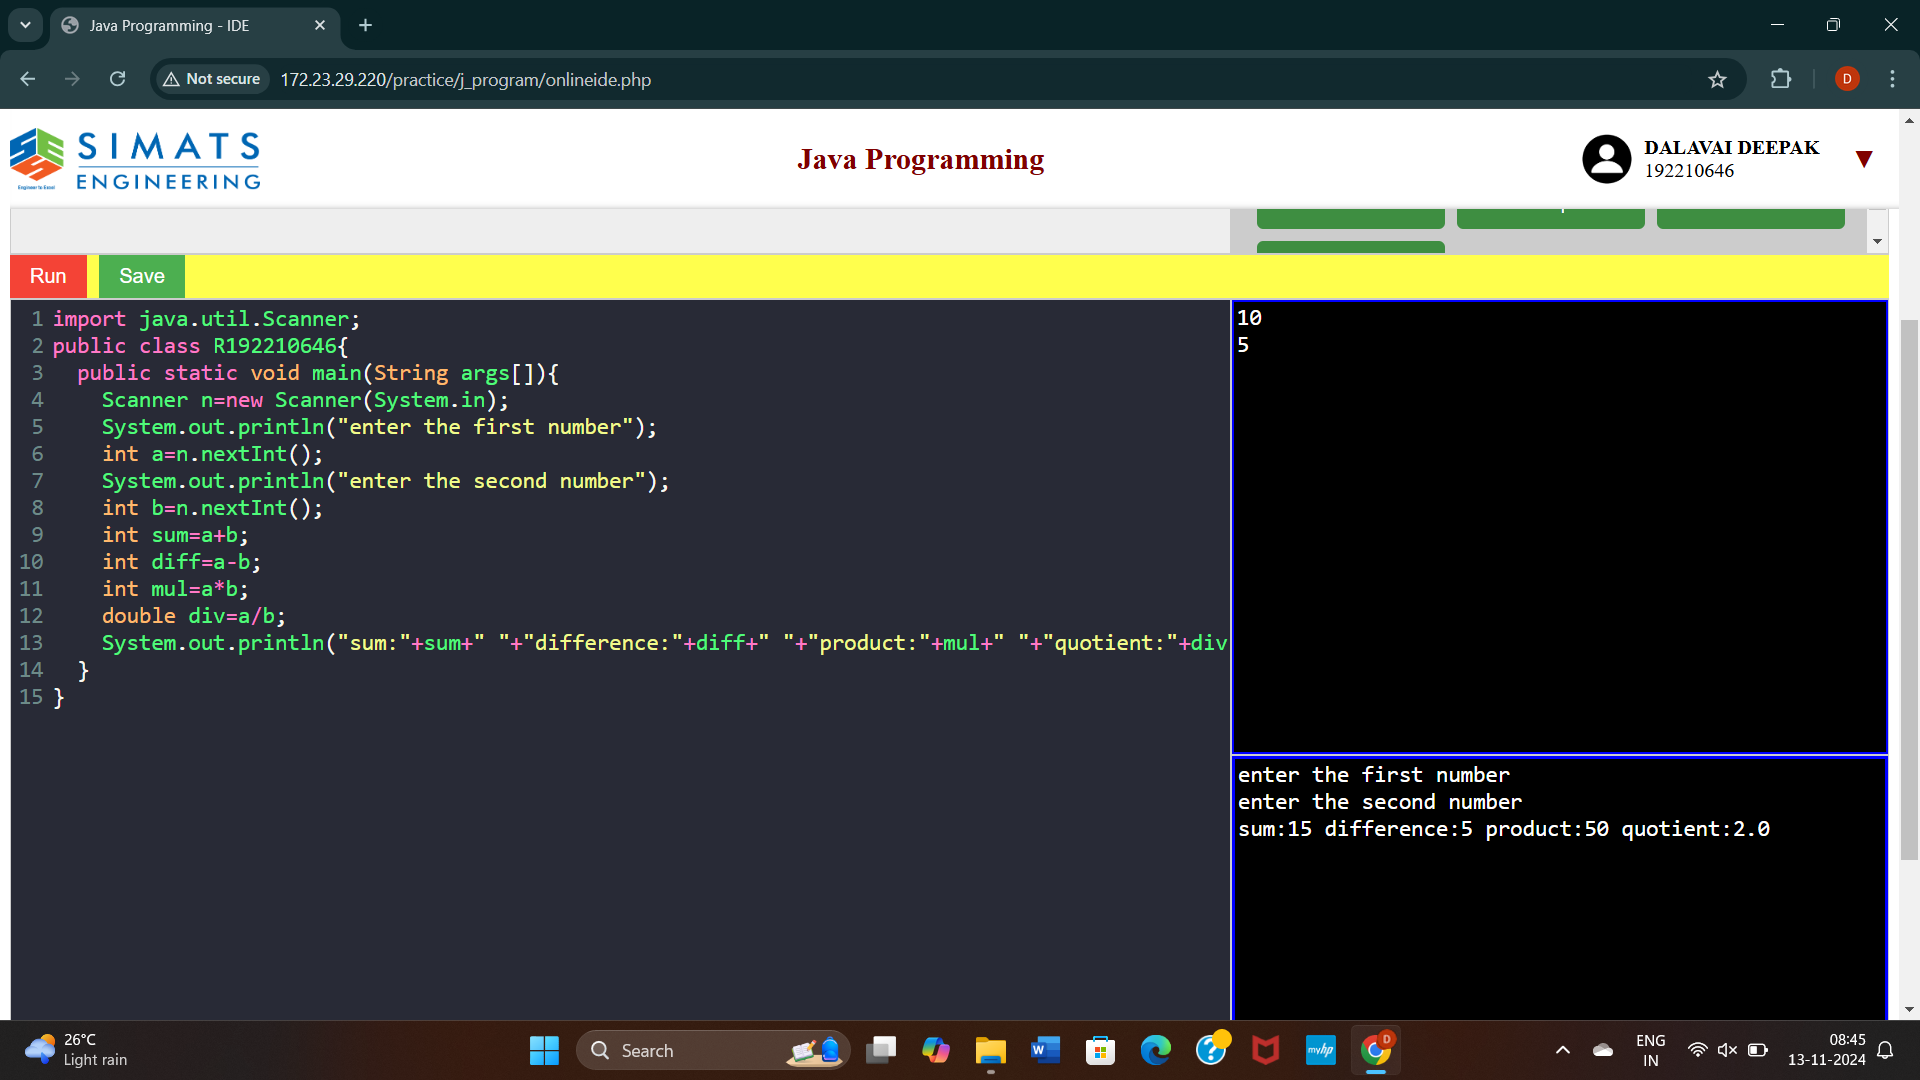 Java Programming - IDE
Not secure
172.23.29.220/practice/j_program/onlineide.php
D
SIMATS
ENGINEERING
Engineer to Excel
Java Programming
DALAVAI DEEPAK
192210646
Run
Save
1 import java.util.Scanner;
2 public class R192210646{
3 public static void main(String args[]){
4 Scanner n=new Scanner(System.in);
5 System.out.println("enter the first number");
6 int a=n.nextInt();
7 System.out.println("enter the second number");
8 int b=n.nextInt();
9 int sum=a+b;
10 int diff=a-b;
11 int mul=a*b;
12 double div=a/b;
13 System.out.println("sum:"+sum+" "+"difference:"+diff+" "+"product:"+mul+" "+"quotient:"+div
14 }
15 }
10
5
enter the first number
enter the second number
sum:15 difference:5 product:50 quotient:2.0
26°C
Light rain
Search
W
myhp
D
ENG
IN
08:45
13-11-2024